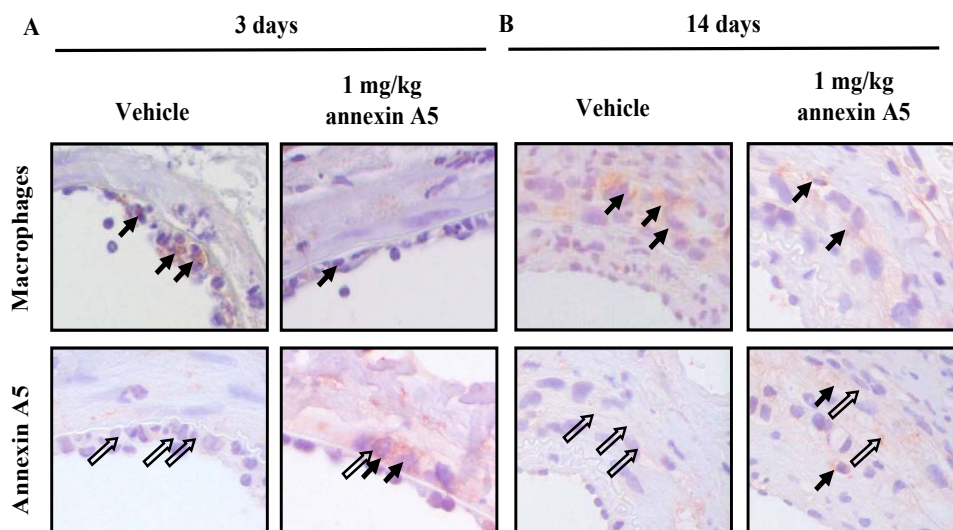 A
3 days
B
14 days
Vehicle
1 mg/kg
annexin A5
Vehicle
1 mg/kg
annexin A5
Macrophages
Annexin A5